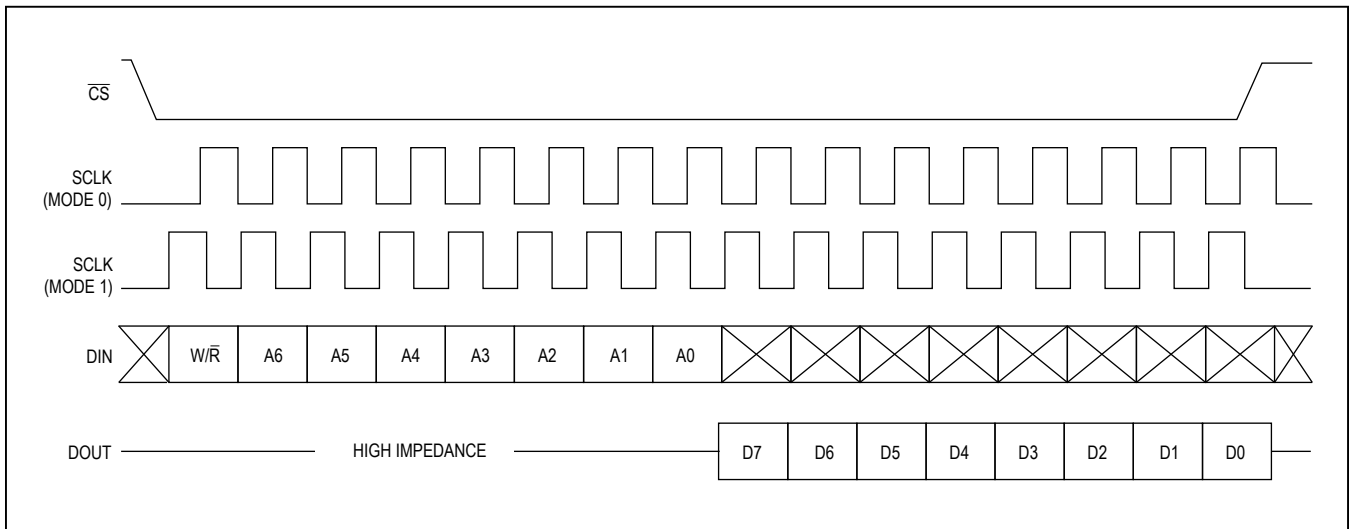 C̅S̅
SCLK
(MODE 0)
SCLK
(MODE 1)
DIN W/R̅ A6 A5 A4 A3 A2 A1 A0
DOUT HIGH IMPEDANCE D7 D6 D5 D4 D3 D2 D1 D0